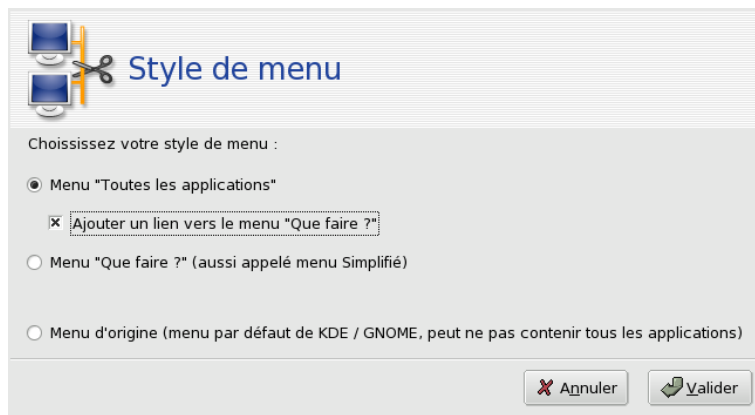 Style de menu
Choississez votre style de menu :
Menu "Toutes les applications"
Ajouter un lien vers le menu "Que faire ?"
Menu "Que faire ?" (aussi appelé menu Simplifié)
Menu d'origine (menu par défaut de KDE / GNOME, peut ne pas contenir tous les applications)
Annuler
Valider